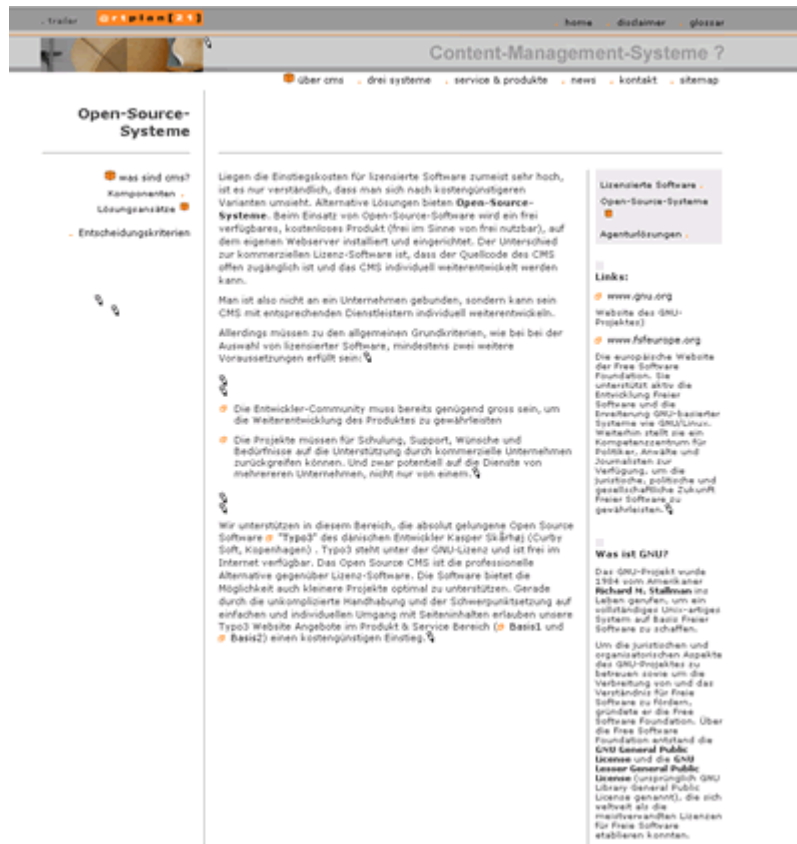 . trailer
artplan[21]
. home . disclaimer . glossar
Content-Management-Systeme ?
über cms . drei systeme . service & produkte . news . kontakt . sitemap
Open-Source-
Systeme
was sind cms?
Komponenten .
Lösungsansätze
. Entscheidungskriterien
Liegen die Einstiegskosten für lizensierte Software zumeist sehr hoch,
ist es nur verständlich, dass man sich nach kostengünstigeren
Varianten umsieht. Alternative Lösungen bieten Open-Source-
Systeme. Beim Einsatz von Open-Source-Software wird ein frei
verfügbares, kostenloses Produkt (frei im Sinne von frei nutzbar), auf
dem eigenen Webserver installiert und eingerichtet. Der Unterschied
zur kommerziellen Lizenz-Software ist, dass der Quellcode des CMS
offen zugänglich ist und das CMS individuell weiterentwickelt werden
kann.
Man ist also nicht an ein Unternehmen gebunden, sondern kann sein
CMS mit entsprechenden Dienstleistern individuell weiterentwickeln.
Allerdings müssen zu den allgemeinen Grundkriterien, wie bei bei der
Auswahl von lizensierter Software, mindestens zwei weitere
Voraussetzungen erfüllt sein:
Die Entwickler-Community muss bereits genügend gross sein, um
die Weiterentwicklung des Produktes zu gewährleisten
Die Projekte müssen für Schulung, Support, Wünsche und
Bedürfnisse auf die Unterstützung durch kommerzielle Unternehmen
zurückgreifen können. Und zwar potentiell auf die Dienste von
mehrereren Unternehmen, nicht nur von einem.
Wir unterstützen in diesem Bereich, die absolut gelungene Open Source
Software "Typo3" des dänischen Entwickler Kasper Skårhøj (Curby
Soft, Kopenhagen) . Typo3 steht unter der GNU-Lizenz und ist frei im
Internet verfügbar. Das Open Source CMS ist die professionelle
Alternative gegenüber Lizenz-Software. Die Software bietet die
Möglichkeit auch kleinere Projekte optimal zu unterstützen. Gerade
durch die unkomplizierte Handhabung und der Schwerpunktsetzung auf
einfachen und individuellen Umgang mit Seiteninhalten erlauben unsere
Typo3 Website Angebote im Produkt & Service Bereich ( Basis1 und
Basis2) einen kostengünstigen Einstieg.
Lizensierte Software .
Open-Source-Systeme
Agenturlösungen .
Links:
www.gnu.org
Website des GNU-
Projektes)
www.fsfeurope.org
Die europäische Website
der Free Software
Foundation. Sie
unterstützt aktiv die
Entwicklung Freier
Software und die
Erweiterung GNU-basierter
Systeme wie GNU/Linux.
Weiterhin stellt sie ein
Kompetenzzentrum für
Politiker, Anwälte und
Journalisten zur
Verfügung, um die
juristische, politische und
gesellschaftliche Zukunft
Freier Software zu
gewährleisten.
Was ist GNU?
Das GNU-Projekt wurde
1984 vom Amerikaner
Richard M. Stallman ins
Leben gerufen, um ein
vollständiges Unix-artiges
System auf Basis Freier
Software zu schaffen.
Um die juristischen und
organisatorischen Aspekte
des GNU-Projektes zu
betreuen sowie um die
Verbreitung von und das
Verständnis für Freie
Software zu fördern,
gründete er die Free
Software Foundation. Über
die Free Software
Foundation entstand die
GNU General Public
License und die GNU
Lesser General Public
License (ursprünglich GNU
Library General Public
License genannt), die sich
weltweit als die
meistverwandten Lizenzen
für Freie Software
etablieren konnten.